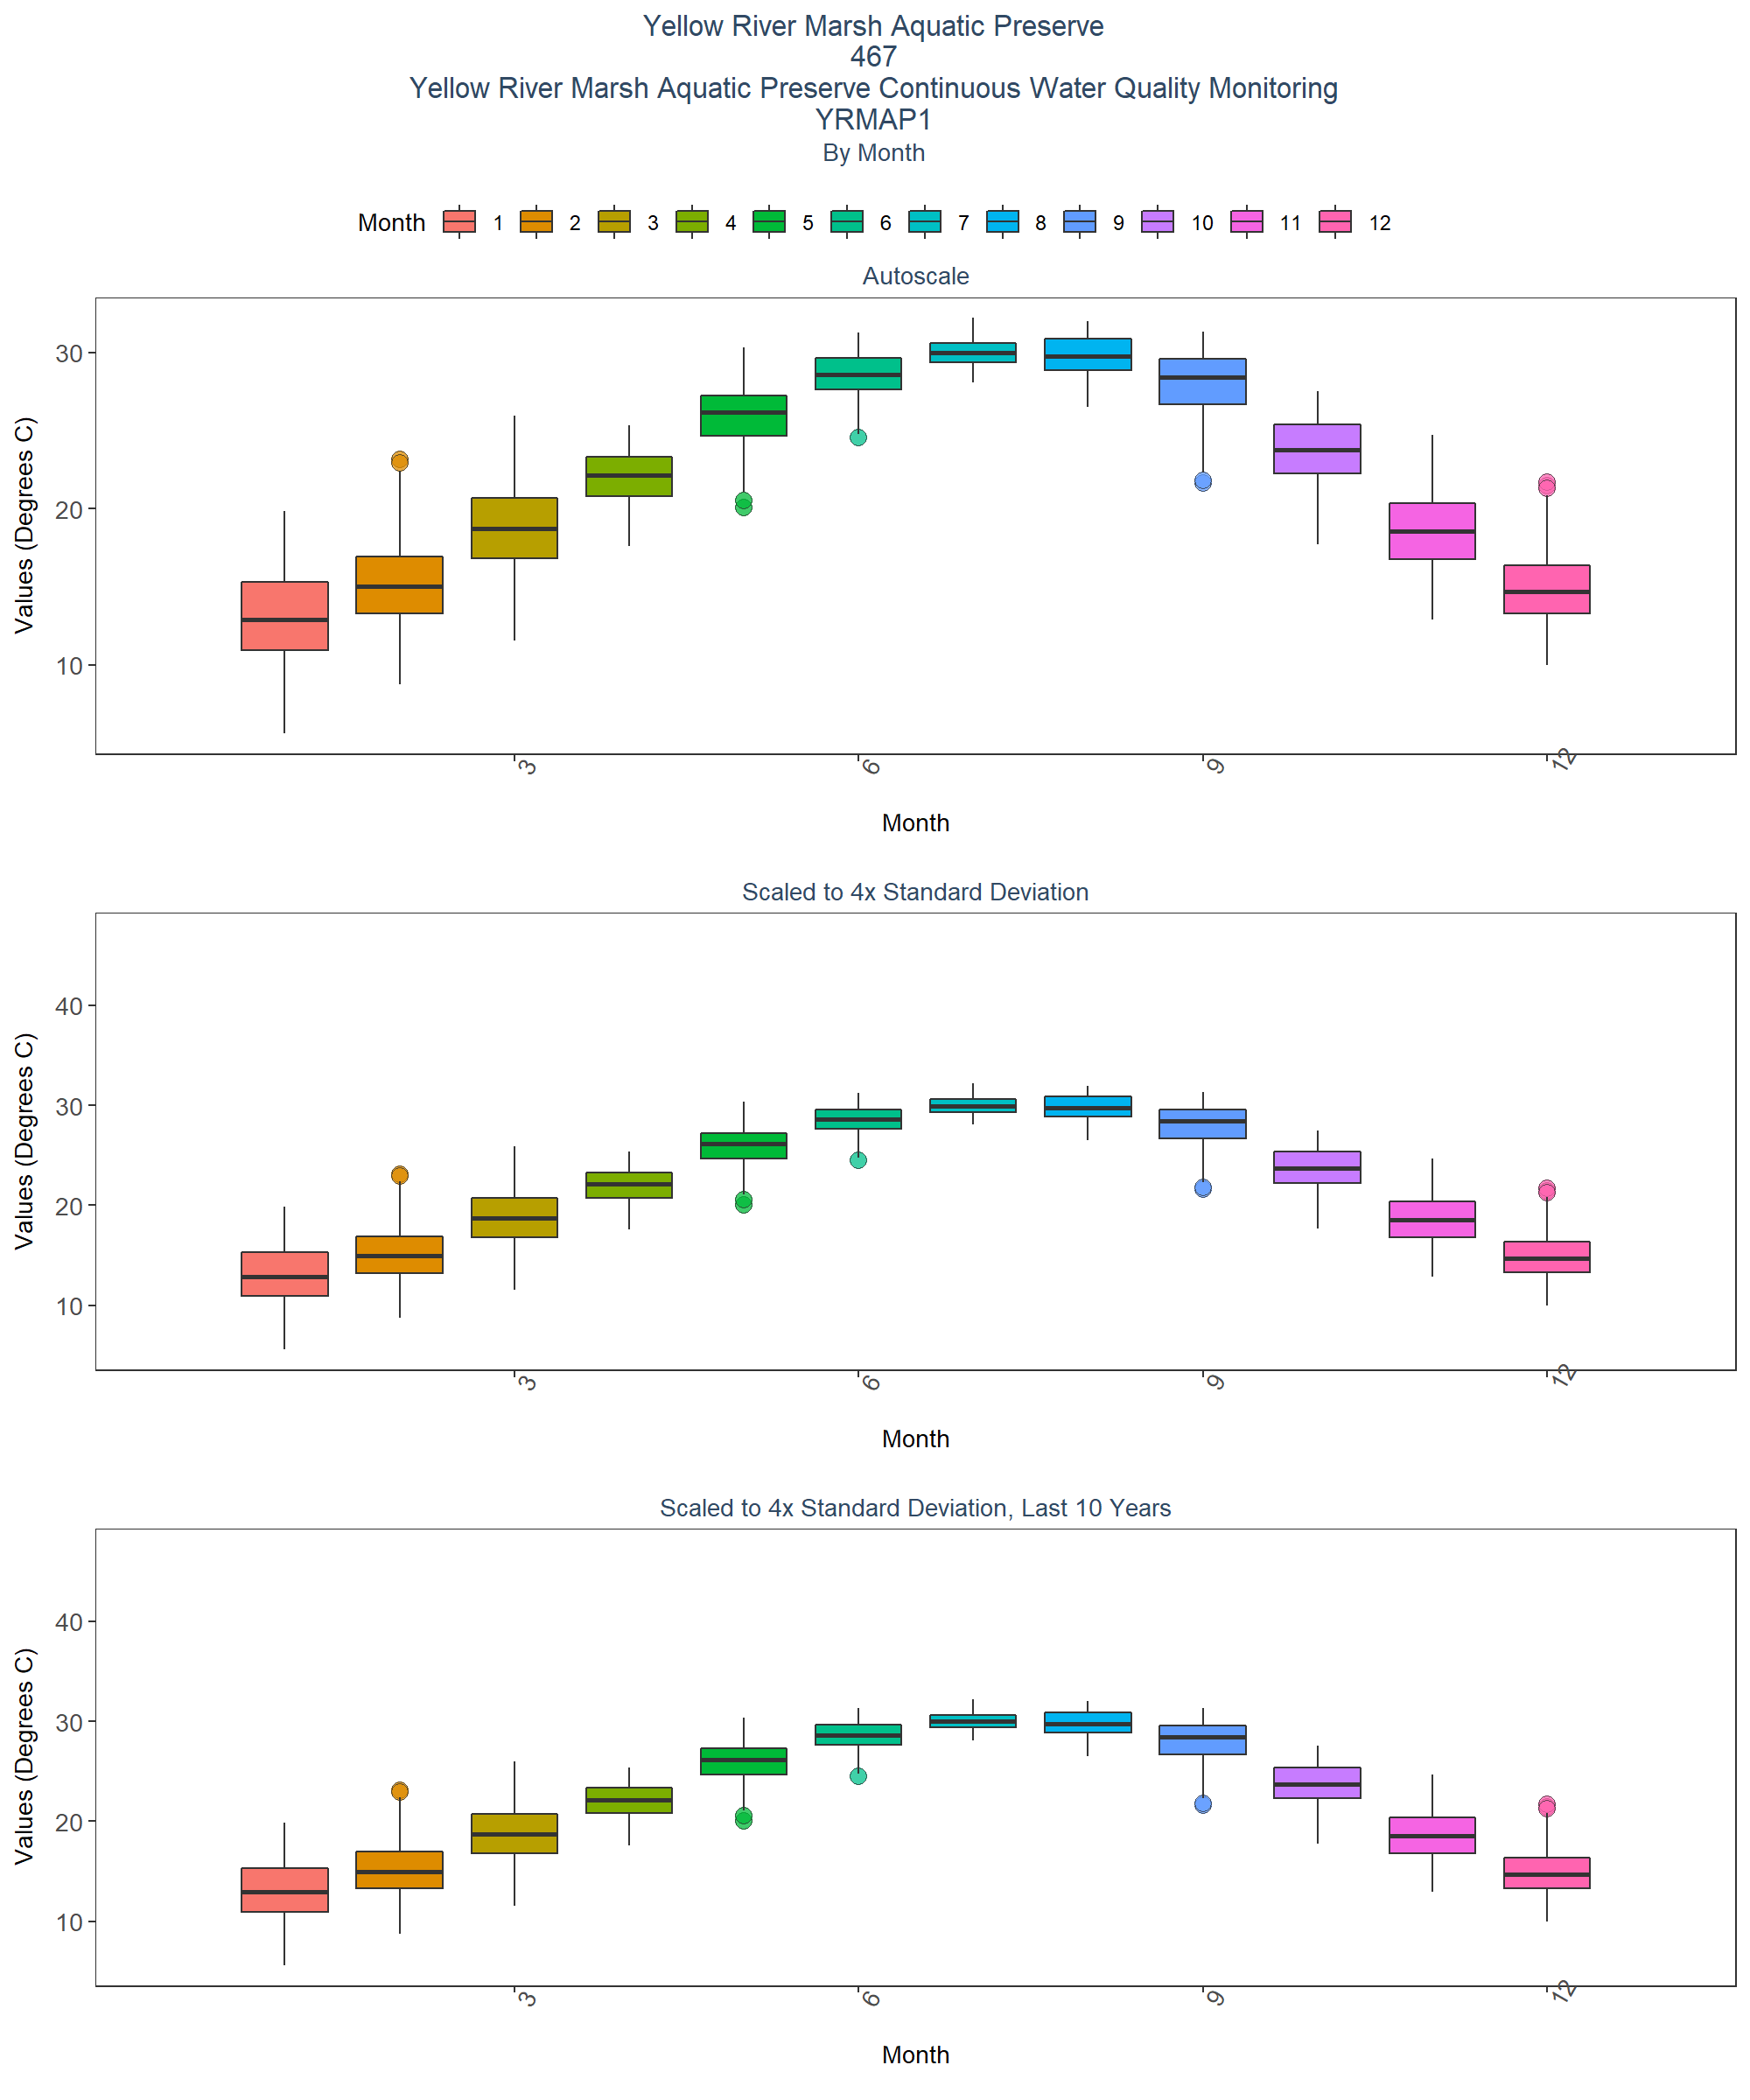 Yellow River Marsh Aquatic Preserve
467
Yellow River Marsh Aquatic Preserve Continuous Water Quality Monitoring
YRMAP1
By Month
Month 1 2 3 4 5 6 7 8 9 10 11 12
Autoscale
Values (Degrees C)
30
20
10
3 6 9 12
Month
Scaled to 4x Standard Deviation
Values (Degrees C)
40
30
20
10
3 6 9 12
Month
Scaled to 4x Standard Deviation, Last 10 Years
Values (Degrees C)
40
30
20
10
3 6 9 12
Month